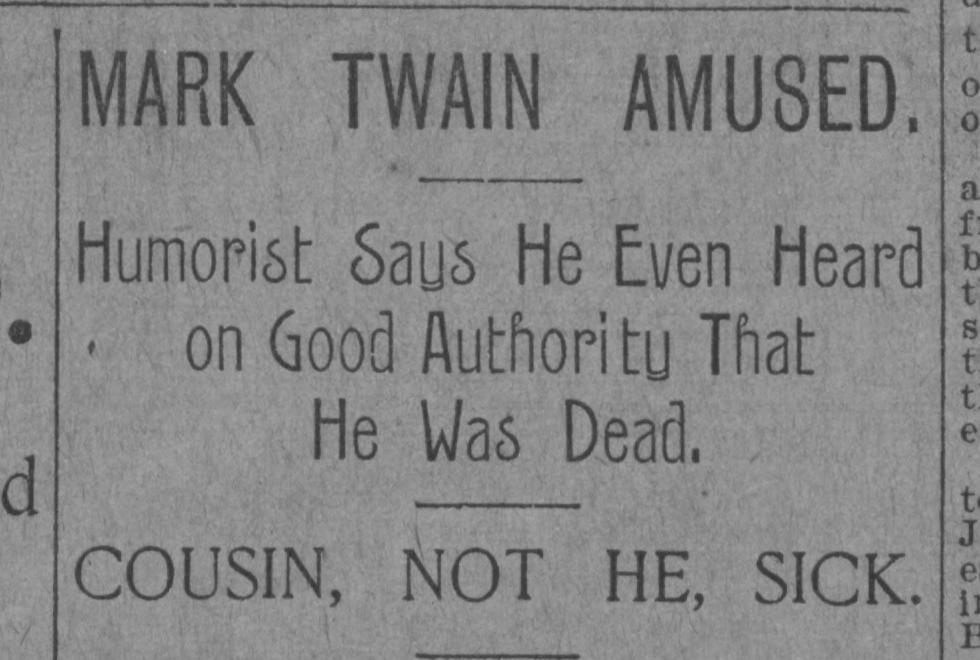 MARK TWAIN AMUSED.
Humorist Says He Even Heard
on Good Authority That
He Was Dead.
COUSIN, NOT HE, SICK.